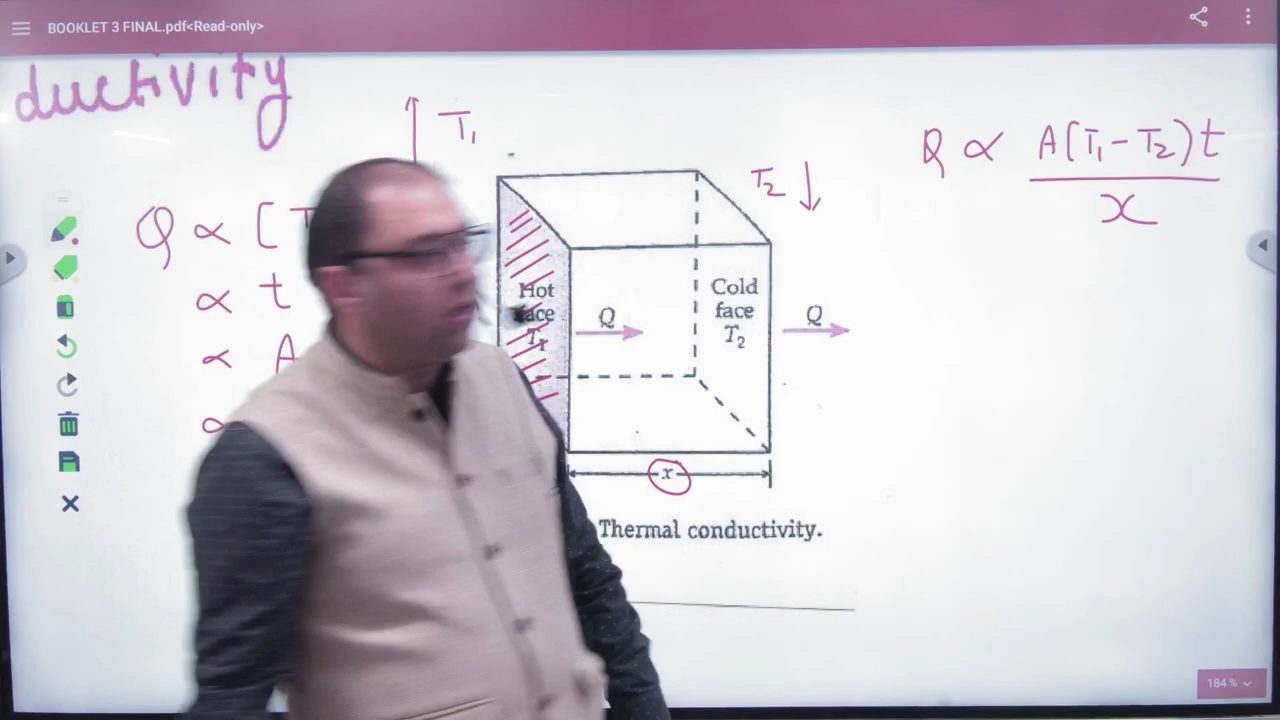 BOOKLET 3 FINAL.pdf<Read-only>
ductivity
T₁
T₂
Q ∝ A(T₁-T₂)t
x
Q ∝ [
∝ t
∝ A
∝
Hot
T₁
Q
Cold
face
T₂
Q
x
Thermal conductivity.
184 %